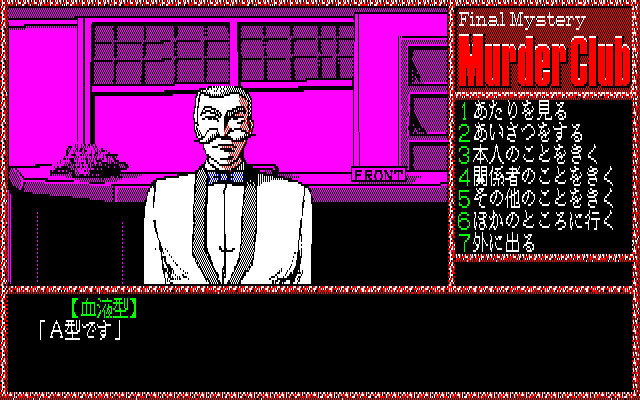 Final Mystery
Murder Club
1 あたりを見る
2 あいさつをする
3 本人のことをきく
4 関係者のことをきく
5 その他のことをきく
6 ほかのところに行く
7 外に出る
FRONT
【血液型】
「A型です」